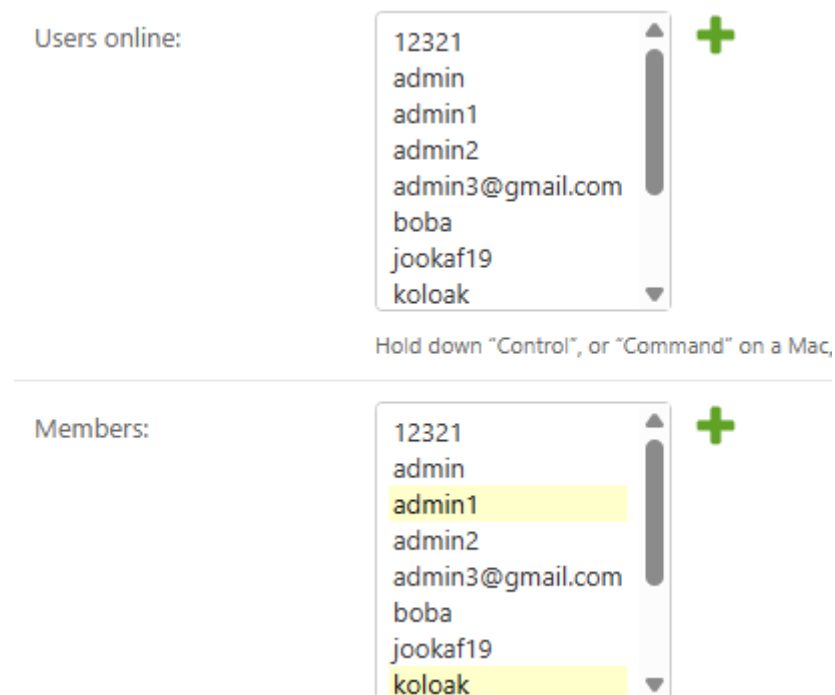 Users online:
12321
admin
admin1
admin2
admin3@gmail.com
boba
jookaf19
koloak
Hold down “Control”, or “Command” on a Mac,
Members:
12321
admin
admin1
admin2
admin3@gmail.com
boba
jookaf19
koloak